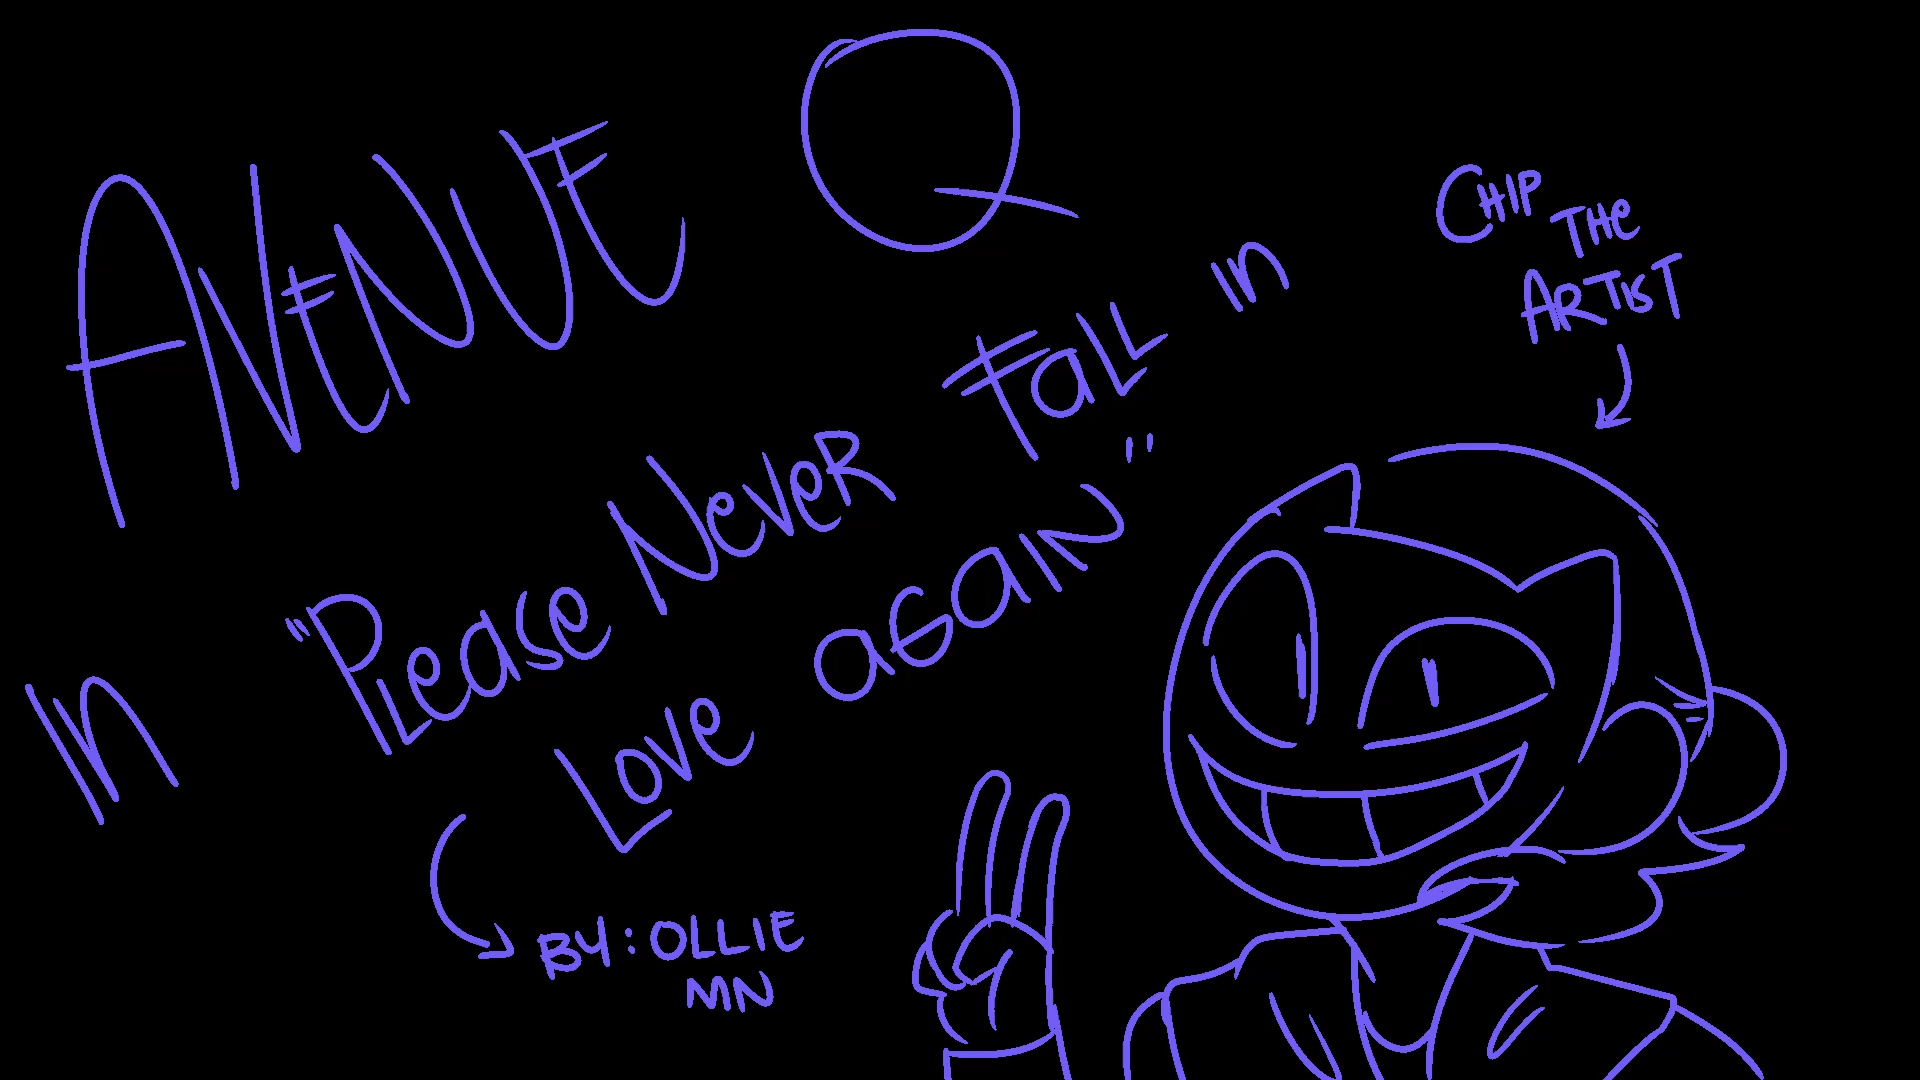 AVENUE Q
IN "PLeaSe NeVeR FaLL IN
LOVe aGaIN"
BY: OLLIE
MN
CHIP
THe
ARTIST